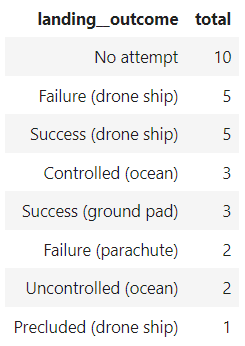 landing__outcome total
No attempt 10
Failure (drone ship) 5
Success (drone ship) 5
Controlled (ocean) 3
Success (ground pad) 3
Failure (parachute) 2
Uncontrolled (ocean) 2
Precluded (drone ship) 1